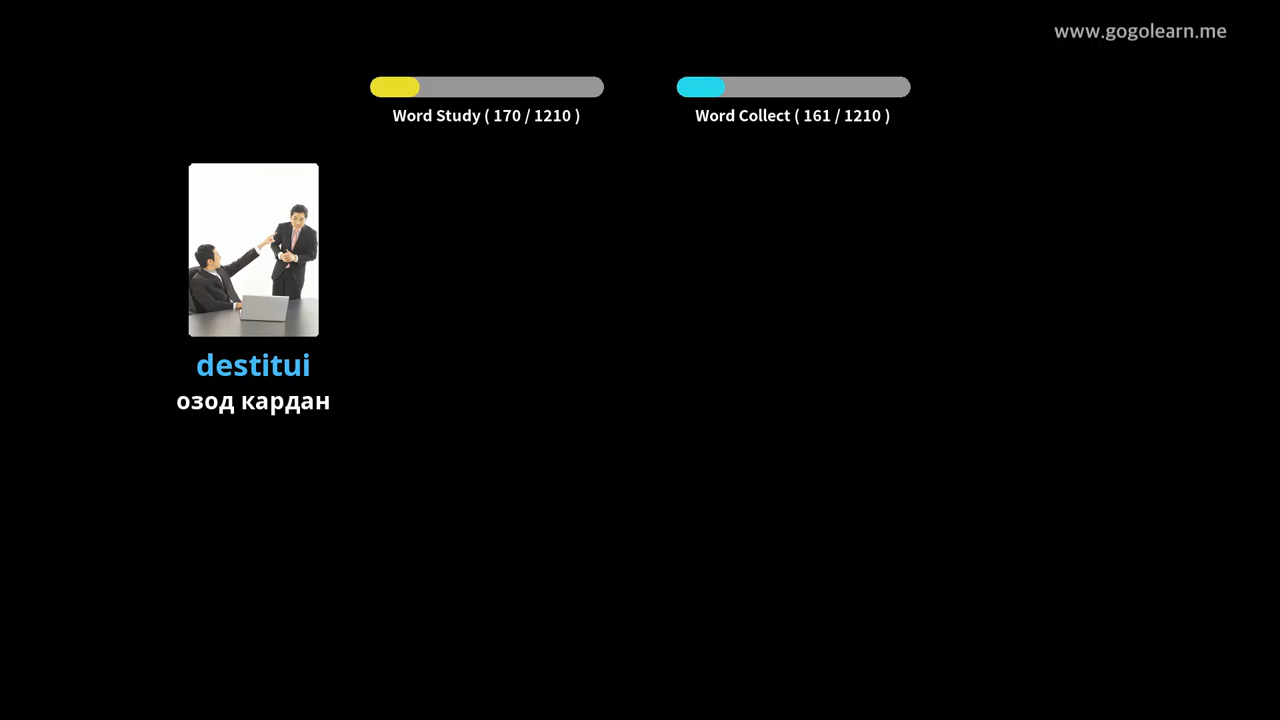 www.gogolearn.me
Word Study ( 170 / 1210 )
Word Collect ( 161 / 1210 )
destitui
озод кардан